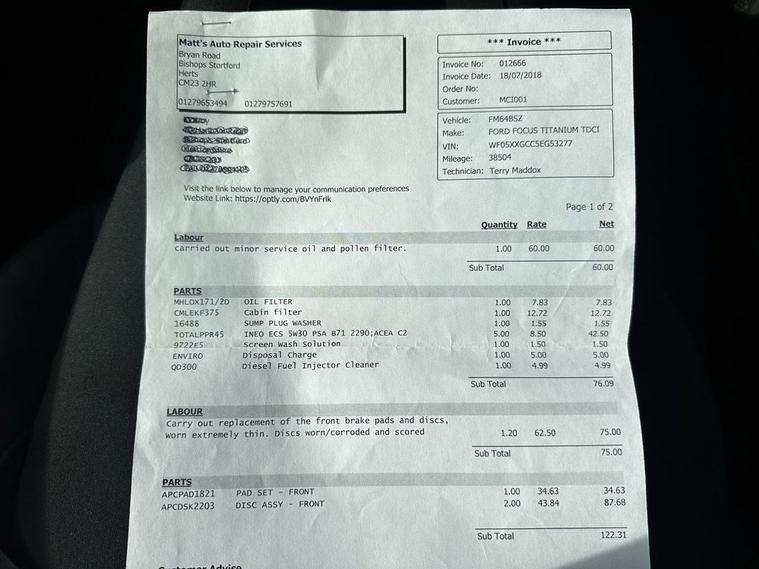 Matt's Auto Repair Services
Bryan Road
Bishops Stortford
Herts
CM23 2HR
01279653494 01279757691
*** Invoice ***
Invoice No: 012666
Invoice Date: 18/07/2018
Order No:
Customer: MCI001
Vehicle: FM64BSZ
Make: FORD FOCUS TITANIUM TDCI
VIN: WF05XXGCC5EG53277
Mileage: 38504
Technician: Terry Maddox
Visit the link below to manage your communication preferences
Website Link: https://optly.com/BVYnFrlk
Page 1 of 2
Quantity Rate Net
Labour
carried out minor service oil and pollen filter. 1.00 60.00 60.00
Sub Total 60.00
PARTS
MHLOX171/2D OIL FILTER 1.00 7.83 7.83
CMLEKF375 Cabin filter 1.00 12.72 12.72
16488 SUMP PLUG WASHER 1.00 1.55 1.55
TOTALPPR45 INEO ECS 5W30 PSA B71 2290;ACEA C2 5.00 8.50 42.50
9722E5 Screen Wash Solution 1.00 1.50 1.50
ENVIRO Disposal Charge 1.00 5.00 5.00
QD300 Diesel Fuel Injector Cleaner 1.00 4.99 4.99
Sub Total 76.09
LABOUR
Carry out replacement of the front brake pads and discs,
worn extremely thin. Discs worn/corroded and scored 1.20 62.50 75.00
Sub Total 75.00
PARTS
APCPAD1821 PAD SET - FRONT 1.00 34.63 34.63
APCDSK2203 DISC ASSY - FRONT 2.00 43.84 87.68
Sub Total 122.31
Customer Advice